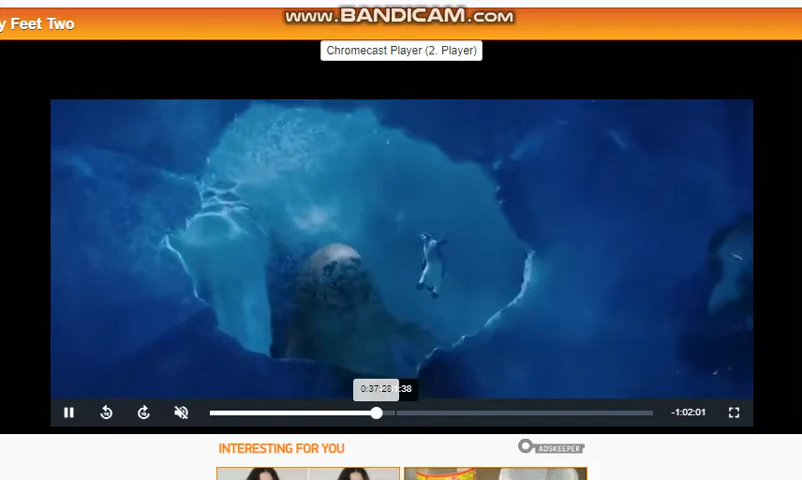 www.BANDICAM.com
y Feet Two
Chromecast Player (2. Player)
0:37:28
:38
-1:02:01
INTERESTING FOR YOU
ADSKEEPER